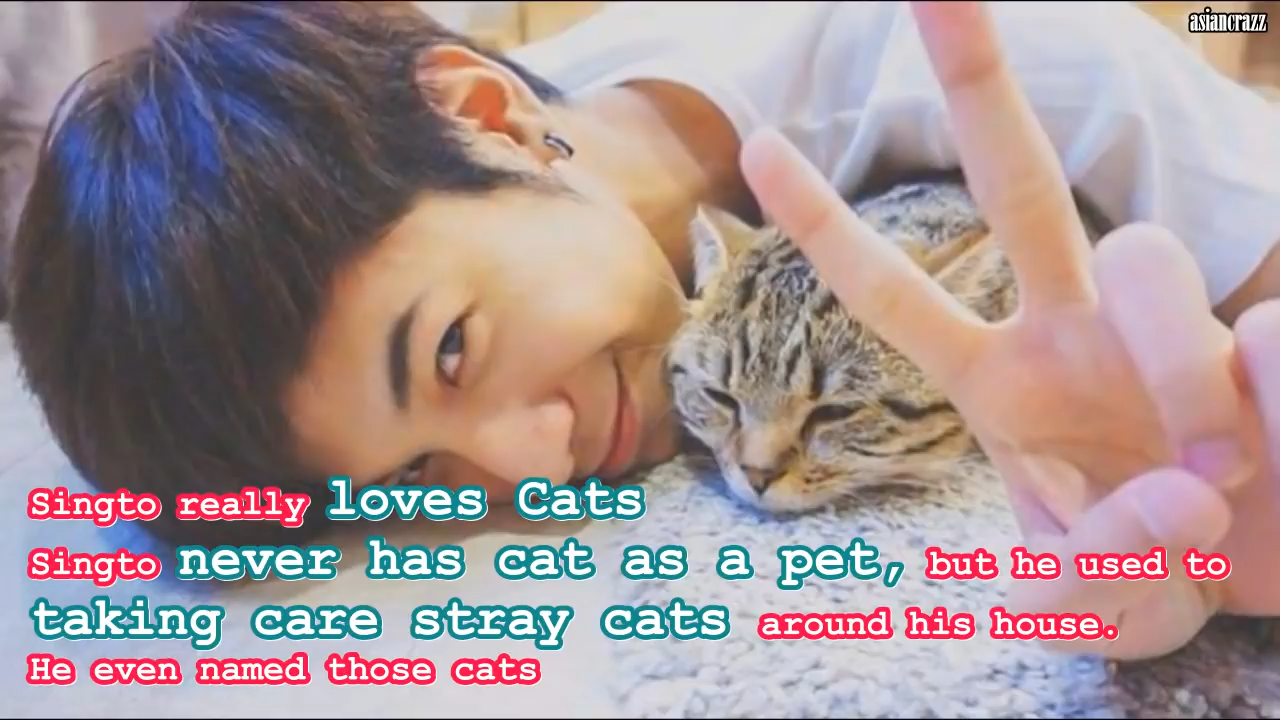 asiancrazz
Singto really loves Cats
Singto never has cat as a pet, but he used to
taking care stray cats around his house.
He even named those cats